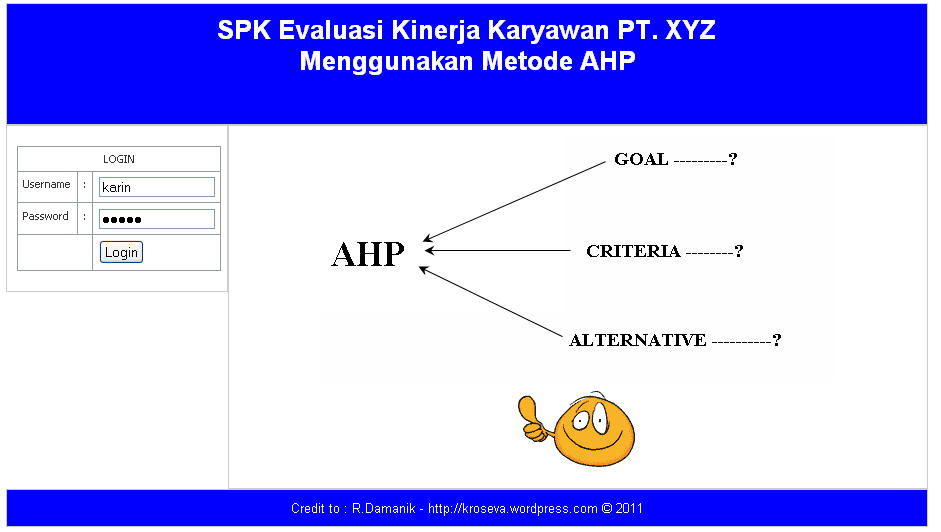 SPK Evaluasi Kinerja Karyawan PT. XYZ
Menggunakan Metode AHP
LOGIN
Username : karin
Password : •••••
Login
GOAL ---------?
AHP
CRITERIA --------?
ALTERNATIVE ----------?
Credit to : R.Damanik - http://kroseva.wordpress.com © 2011